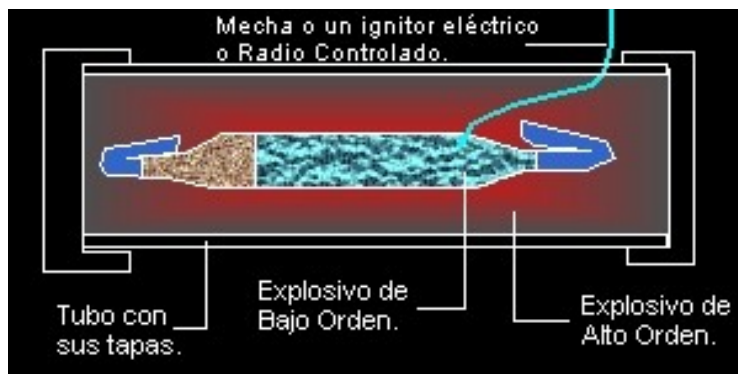 Mecha o un ignitor eléctrico
o Radio Controlado.
Tubo con
sus tapas.
Explosivo de
Bajo Orden.
Explosivo de
Alto Orden.